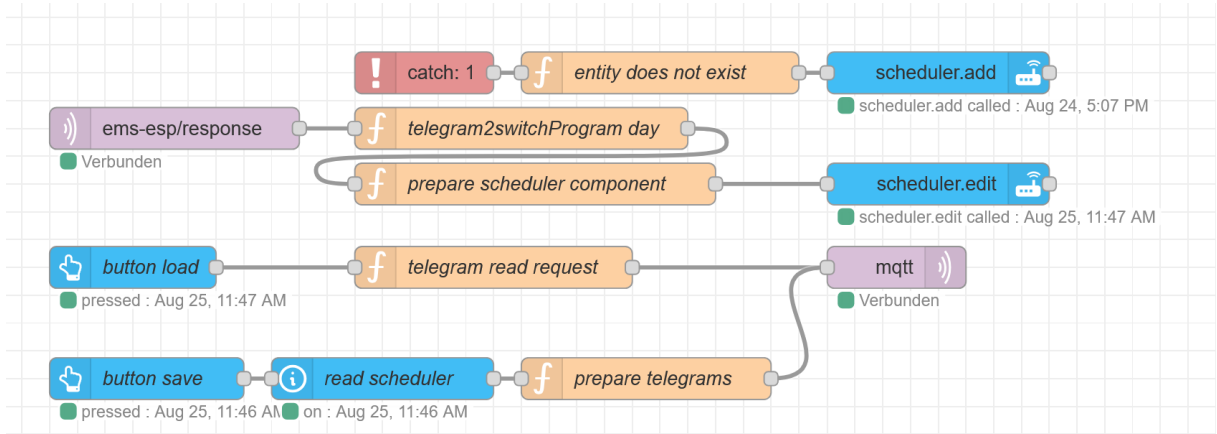 catch: 1
entity does not exist
scheduler.add
scheduler.add called : Aug 24, 5:07 PM
ems-esp/response
telegram2switchProgram day
Verbunden
prepare scheduler component
scheduler.edit
scheduler.edit called : Aug 25, 11:47 AM
button load
telegram read request
mqtt
pressed : Aug 25, 11:47 AM
Verbunden
button save
read scheduler
prepare telegrams
pressed : Aug 25, 11:46 AM
on : Aug 25, 11:46 AM